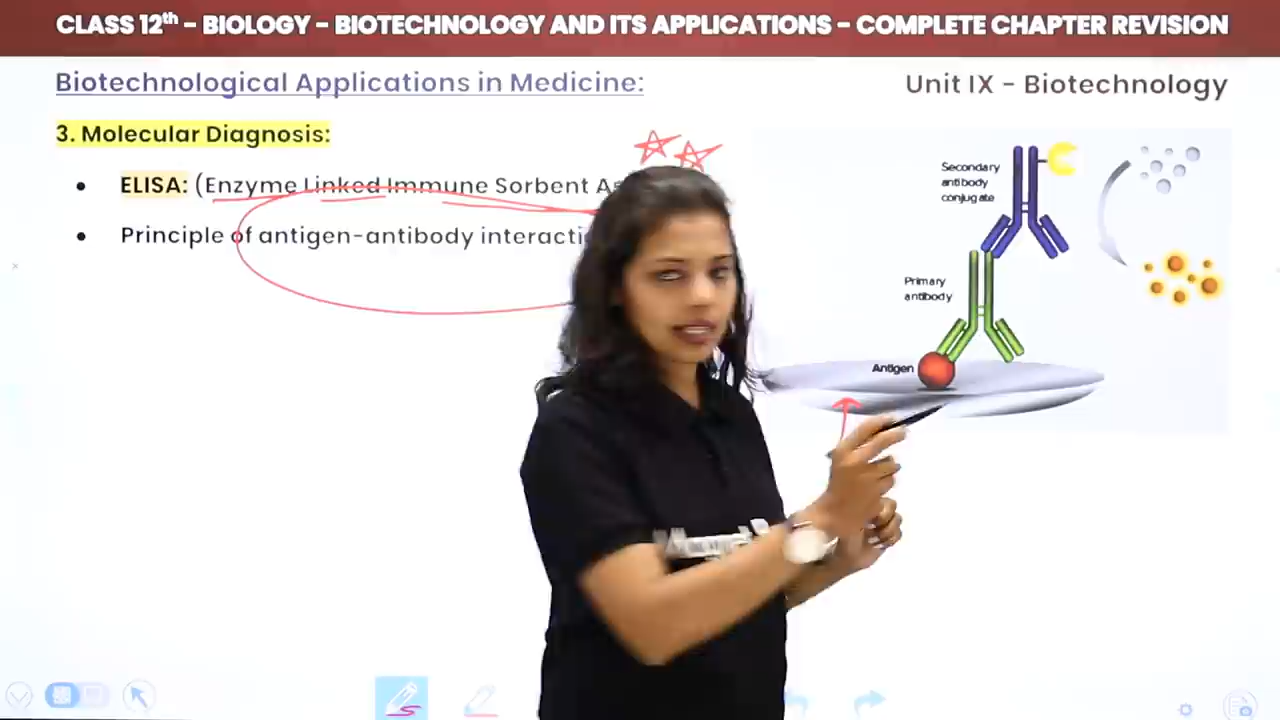 CLASS 12th – BIOLOGY – BIOTECHNOLOGY AND ITS APPLICATIONS – COMPLETE CHAPTER REVISION
Biotechnological Applications in Medicine:
Unit IX – Biotechnology
3. Molecular Diagnosis:
• ELISA: (Enzyme Linked Immune Sorbent
• Principle of antigen-antibody
Secondary
antibody
conjugate
Primary
antibody
Antigen